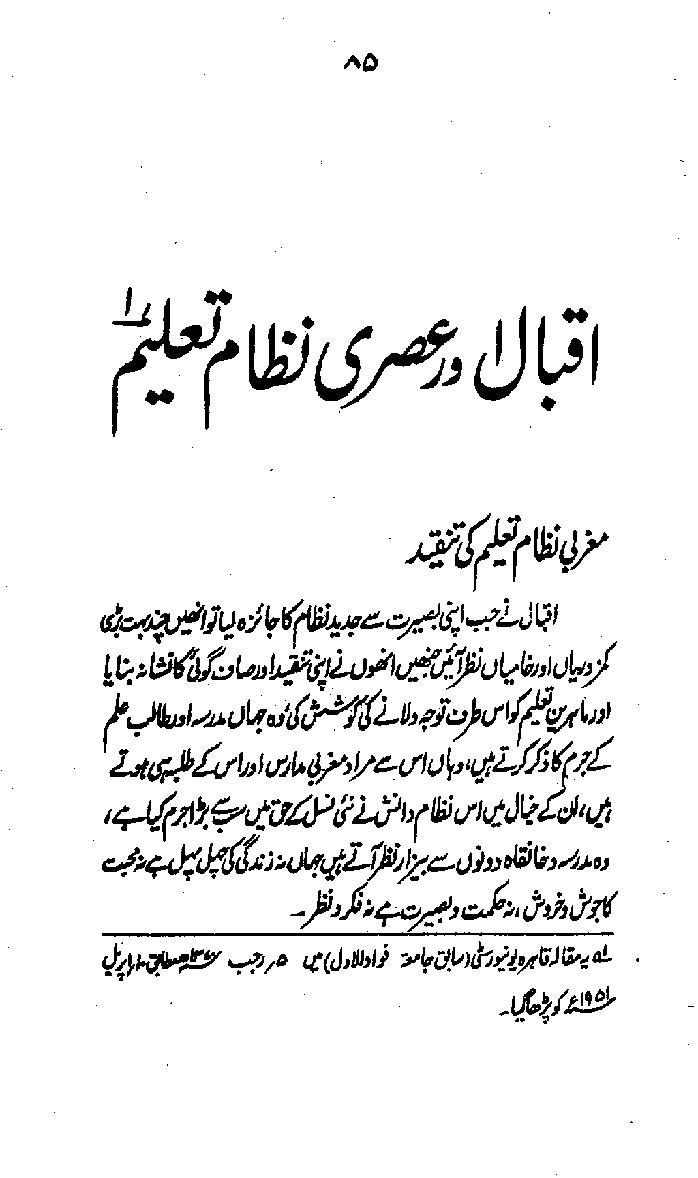 ۸۵
اقبال اور عصری نظام تعلیم ۱
مغربی نظام تعلیم کی تنقید
اقبال نے جب اپنی بصیرت سے جدید نظام کا جائزہ لیا تو انھیں چند بہت بڑی
کمزوریاں اور خامیاں نظر آئیں جنھیں انھوں نے اپنی تنقید اور صاف گوئی کا نشانہ بنایا
اور ماہرین تعلیم کو اس طرف توجہ دلانے کی کوشش کی، وہ جہاں مدرسہ اور طالب علم
کے جرم کا ذکر کرتے ہیں، وہاں اس سے مراد مغربی مدارس اور اس کے طلبہ ہی ہوتے
ہیں، ان کے خیال میں اس نظام دانش نے نئی نسل کے حق میں سب سے بڑا جرم کیا ہے،
وہ مدرسہ و خانقاہ دونوں سے بیزار نظر آتے ہیں جہاں نہ زندگی کی چہل پہل ہے نہ محبت
کا جوش و خروش، نہ حکمت و بصیرت ہے نہ فکر و نظر۔
لہ یہ مقالہ قاہرہ یونیورسٹی (سابق جامعۃ فواد الاول) میں ۵؍ رجب ۱۳۷۰ھ مطابق ۱۰؍ اپریل
۱۹۵۱ء کو پڑھا گیا۔